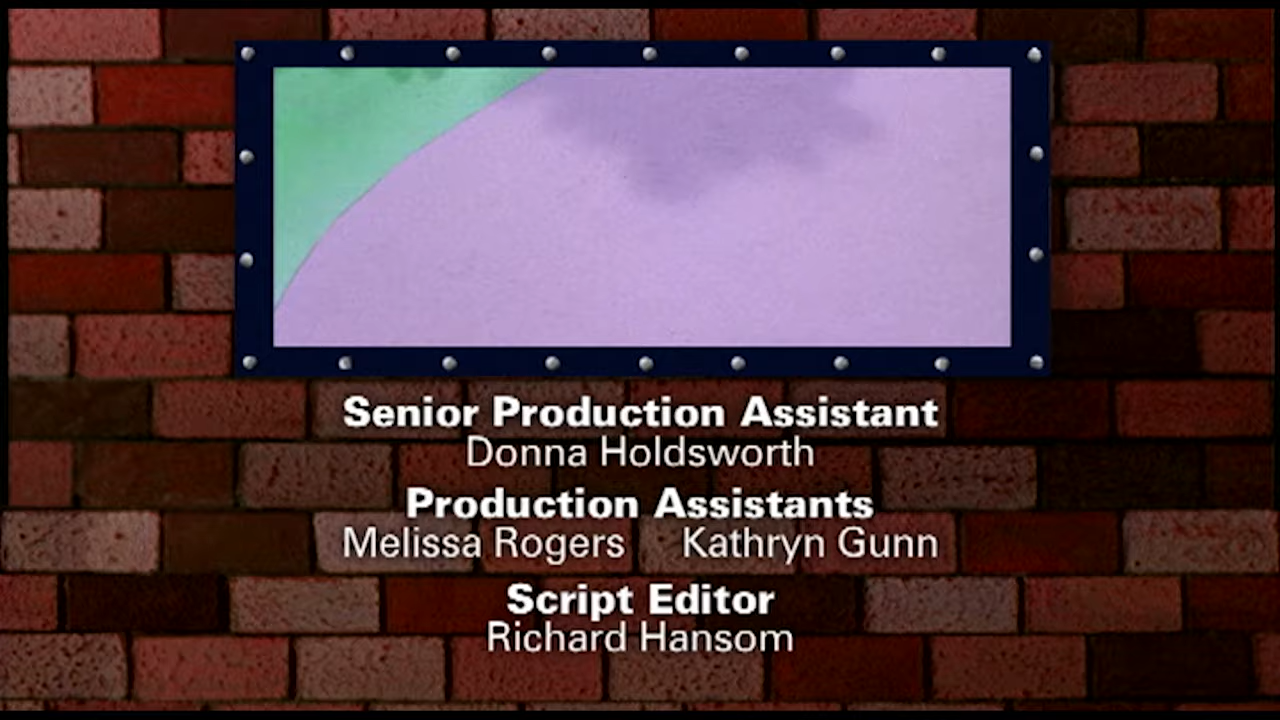 Senior Production Assistant
Donna Holdsworth
Production Assistants
Melissa Rogers Kathryn Gunn
Script Editor
Richard Hansom